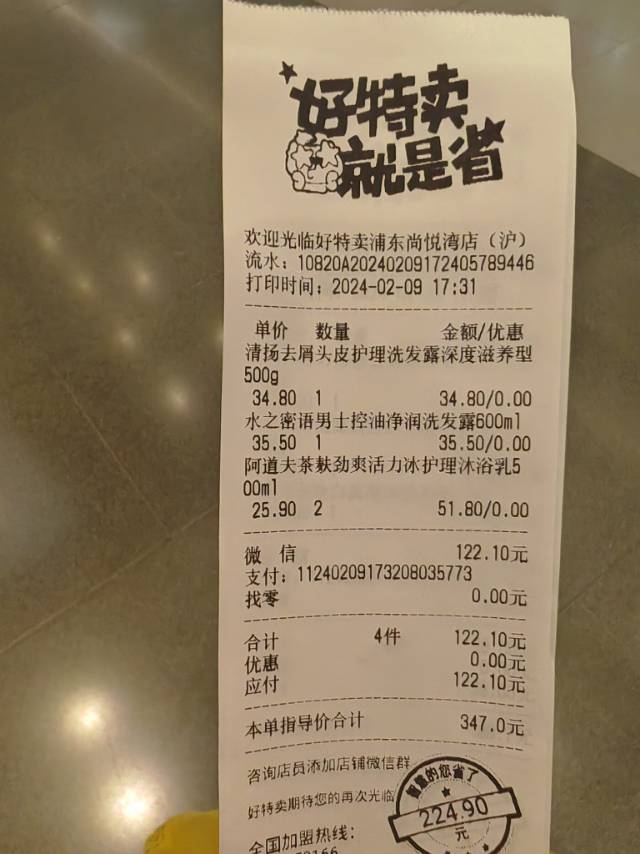 好特卖
就是省
欢迎光临好特卖浦东尚悦湾店（沪）
流水：10820A20240209172405789446
打印时间：2024-02-09 17:31
单价 数量 金额/优惠
清扬去屑头皮护理洗发露深度滋养型
500g
34.80 1 34.80/0.00
水之密语男士控油净润洗发露600ml
35.50 1 35.50/0.00
阿道夫茶麸劲爽活力冰护理沐浴乳5
00ml
25.90 2 51.80/0.00
微 信 122.10元
支付：11240209173208035773
找零 0.00元
合计 4件 122.10元
优惠 0.00元
应付 122.10元
本单指导价合计 347.0元
咨询店员添加店铺微信群
好特卖期待您的再次光临
全国加盟热线：
智慧的您省了
224.90
元